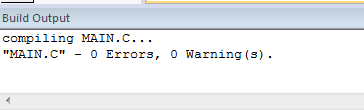 Build Output
compiling MAIN.C...
"MAIN.C" - 0 Errors, 0 Warning(s).